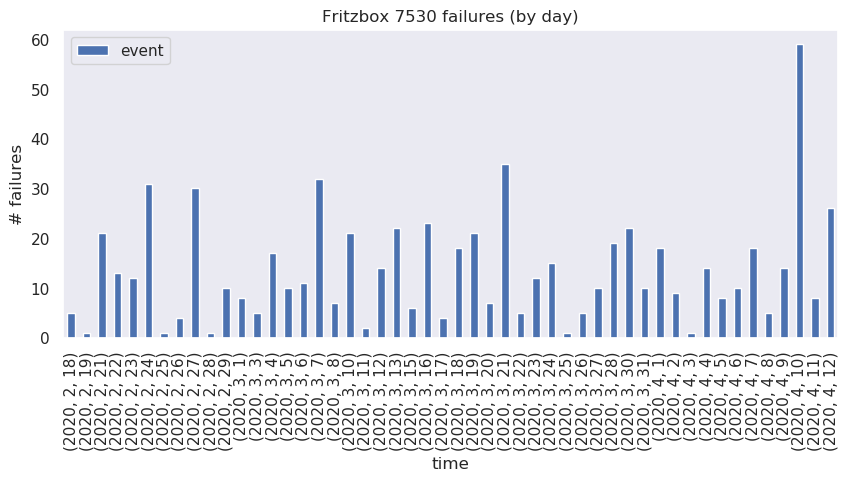 Fritzbox 7530 failures (by day)
event
# failures
60
50
40
30
20
10
0
(2020, 2, 18)
(2020, 2, 19)
(2020, 2, 21)
(2020, 2, 22)
(2020, 2, 23)
(2020, 2, 24)
(2020, 2, 25)
(2020, 2, 26)
(2020, 2, 27)
(2020, 2, 28)
(2020, 2, 29)
(2020, 3, 1)
(2020, 3, 3)
(2020, 3, 4)
(2020, 3, 5)
(2020, 3, 6)
(2020, 3, 7)
(2020, 3, 8)
(2020, 3, 10)
(2020, 3, 11)
(2020, 3, 12)
(2020, 3, 13)
(2020, 3, 15)
(2020, 3, 16)
(2020, 3, 17)
(2020, 3, 18)
(2020, 3, 19)
(2020, 3, 20)
(2020, 3, 21)
(2020, 3, 22)
(2020, 3, 23)
(2020, 3, 24)
(2020, 3, 25)
(2020, 3, 26)
(2020, 3, 27)
(2020, 3, 28)
(2020, 3, 30)
(2020, 3, 31)
(2020, 4, 1)
(2020, 4, 2)
(2020, 4, 3)
(2020, 4, 4)
(2020, 4, 5)
(2020, 4, 6)
(2020, 4, 7)
(2020, 4, 8)
(2020, 4, 9)
(2020, 4, 10)
(2020, 4, 11)
(2020, 4, 12)
time